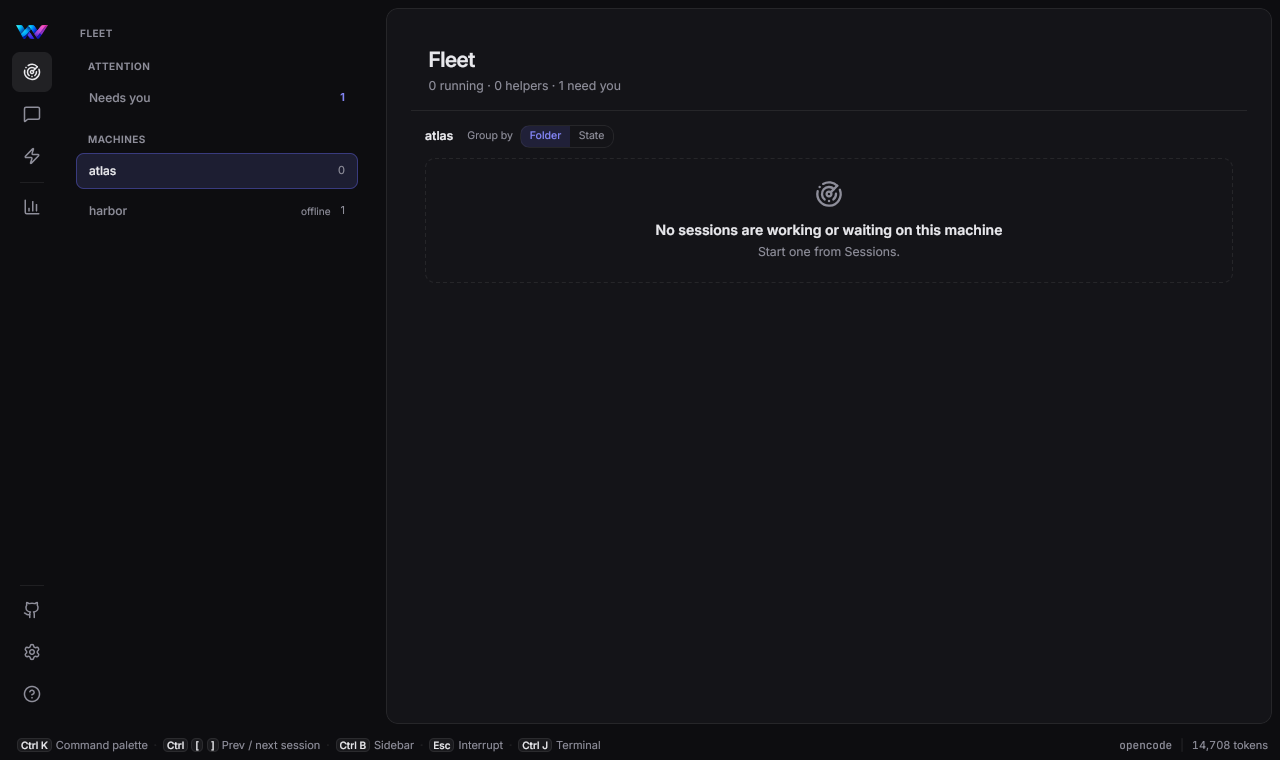 FLEET
ATTENTION
Needs you 1
MACHINES
atlas 0
harbor offline 1
Fleet
0 running · 0 helpers · 1 need you
atlas Group by Folder State
No sessions are working or waiting on this machine
Start one from Sessions.
Ctrl K Command palette · Ctrl [ ] Prev / next session · Ctrl B Sidebar · Esc Interrupt · Ctrl J Terminal
opencode 14,708 tokens